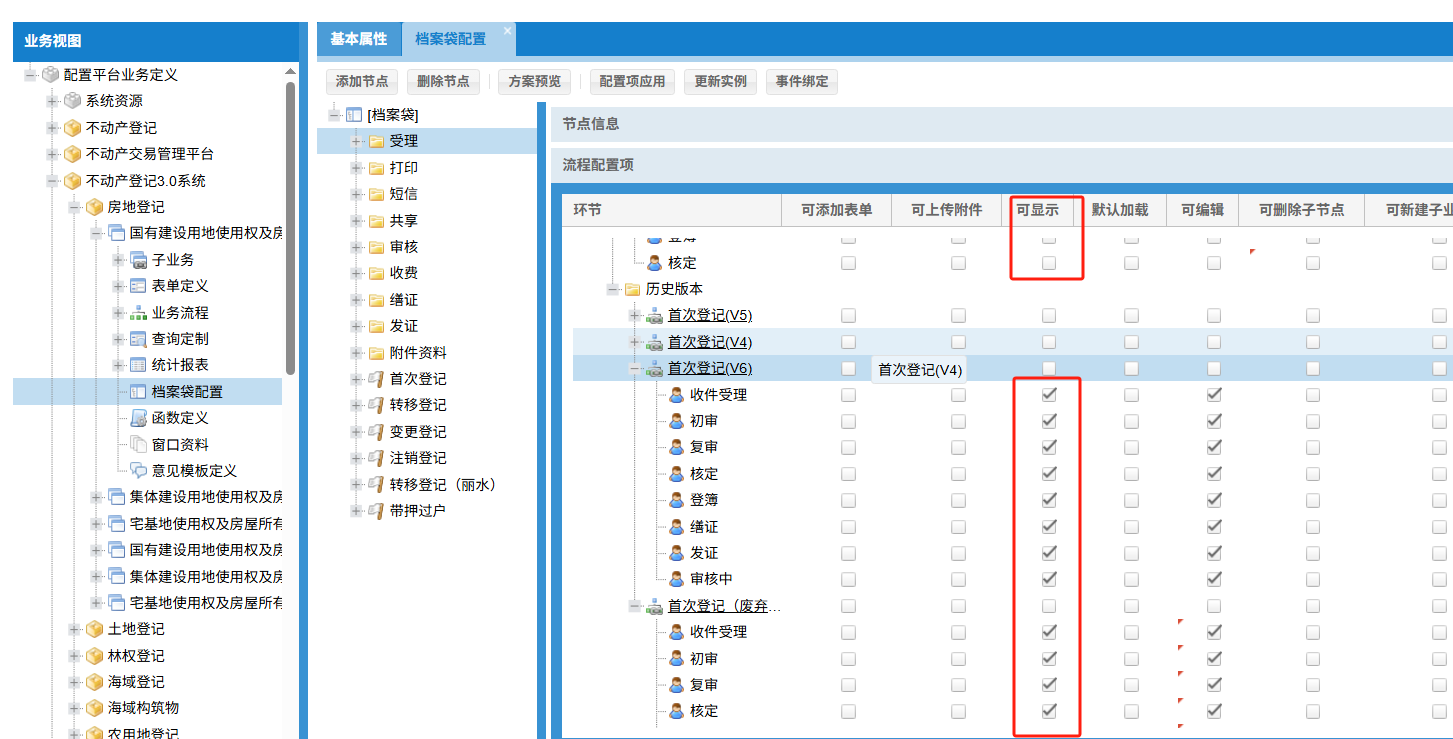 业务视图
配置平台业务定义
系统资源
不动产登记
不动产交易管理平台
不动产登记3.0系统
房地登记
国有建设用地使用权及房
子业务
表单定义
业务流程
查询定制
统计报表
档案袋配置
函数定义
窗口资料
意见模板定义
集体建设用地使用权及房
宅基地使用权及房屋所有
国有建设用地使用权及房
集体建设用地使用权及房
宅基地使用权及房屋所有
土地登记
林权登记
海域登记
海域构筑物
农用地登记
基本属性
档案袋配置
添加节点
删除节点
方案预览
配置项应用
更新实例
事件绑定
[档案袋]
受理
打印
短信
共享
审核
收费
缮证
发证
附件资料
首次登记
转移登记
变更登记
注销登记
转移登记（丽水）
带押过户
节点信息
流程配置项
环节
可添加表单
可上传附件
可显示
默认加载
可编辑
可删除子节点
可新建子业
登簿
核定
历史版本
首次登记(V5)
首次登记(V4)
首次登记(V6)
首次登记(V4)
收件受理
初审
复审
核定
登簿
缮证
发证
审核中
首次登记（废弃...
收件受理
初审
复审
核定